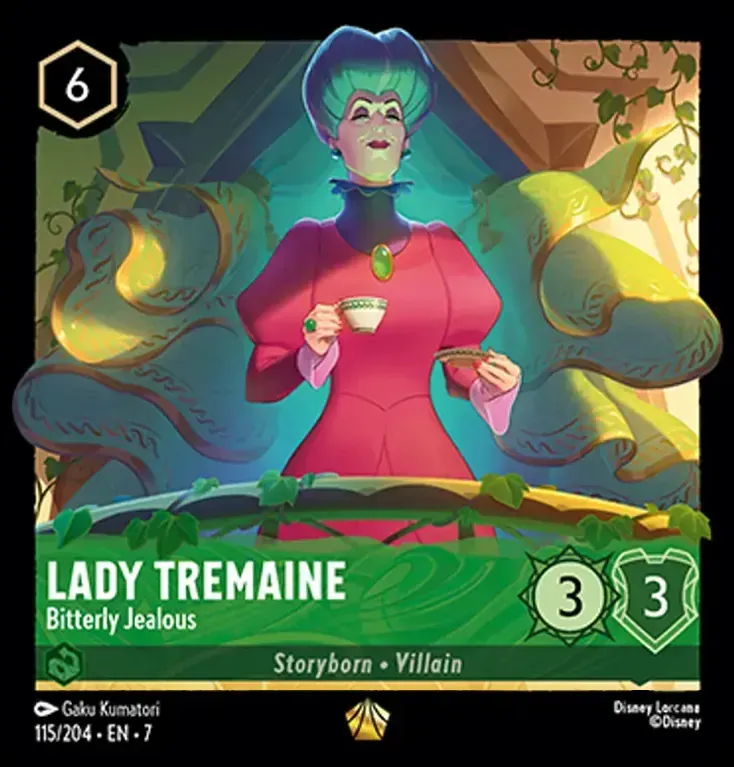 6
LADY TREMAINE
Bitterly Jealous
3
3
Storyborn • Villain
Gaku Kumatori
115/204 • EN • 7
Disney Lorcana
©Disney